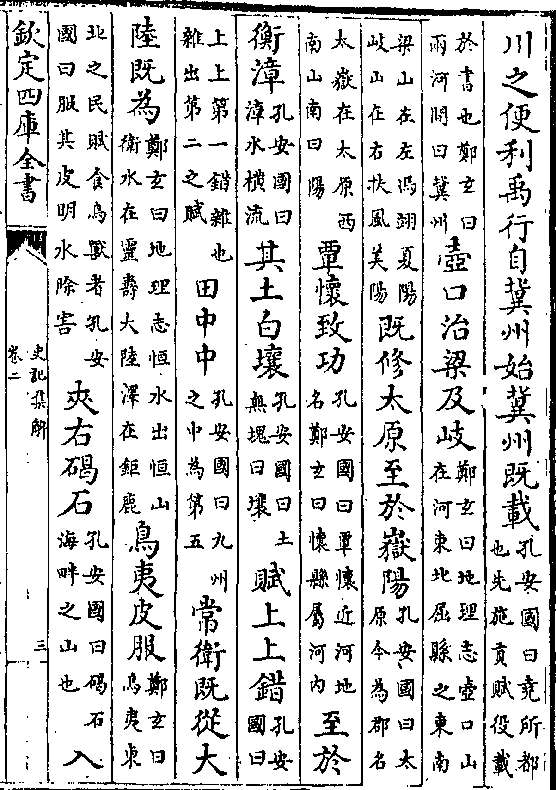 川之便利禹行自冀州始冀州既載孔安國曰堯所都也先施貢賦役載
於書也鄭玄曰兩河間曰冀州壺口治梁及岐鄭玄曰地理志壺口山在河東北屈縣之東南
梁山在左馮翊夏陽岐山在右扶風美陽既修太原至於嶽陽孔安國曰太原今為郡名
太嶽在太原西南山南曰陽覃懷致功孔安國曰覃懷近河地名鄭玄曰懷縣屬河內至於
衡漳孔安國曰漳水橫流其土白壤孔安國曰土無塊曰壤賦上上錯孔安國曰
上上第一錯雜也雜出第二之賦田中中孔安國曰九州之中為第五常衛既從大
陸既為鄭玄曰地理志恒水出恒山衛水在靈壽大陸澤在鉅鹿鳥夷皮服鄭玄曰鳥夷東
北之民賦食鳥獸者孔安國曰服其皮明水除害夾右碣石孔安國曰碣石海畔之山也入
欽定四庫全書
史記集解
卷二
三